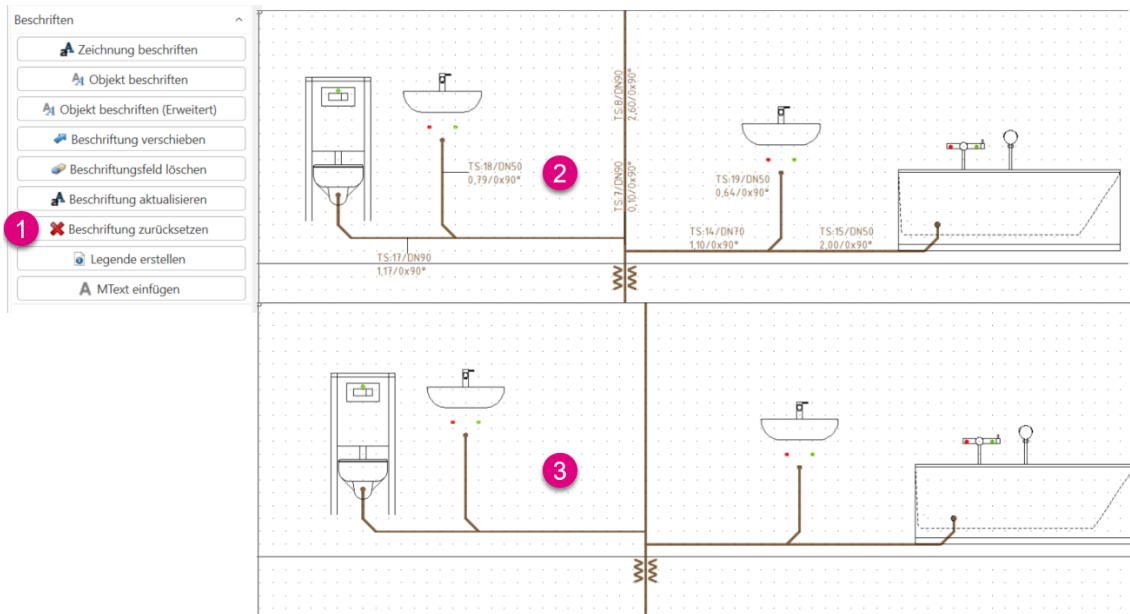 Beschriften
Zeichnung beschriften
Objekt beschriften
Objekt beschriften (Erweitert)
Beschriftung verschieben
Beschriftungsfeld löschen
Beschriftung aktualisieren
1
Beschriftung zurücksetzen
Legende erstellen
MText einfügen
TS:8/DN90
2,60/0x90°
TS:18/DN50
0,79/0x90°
2
TS:7/DN90
0,10/0x90°
TS:19/DN50
0,64/0x90°
TS:14/DN70
1,10/0x90°
TS:15/DN50
2,00/0x90°
TS:17/DN90
1,17/0x90°
3